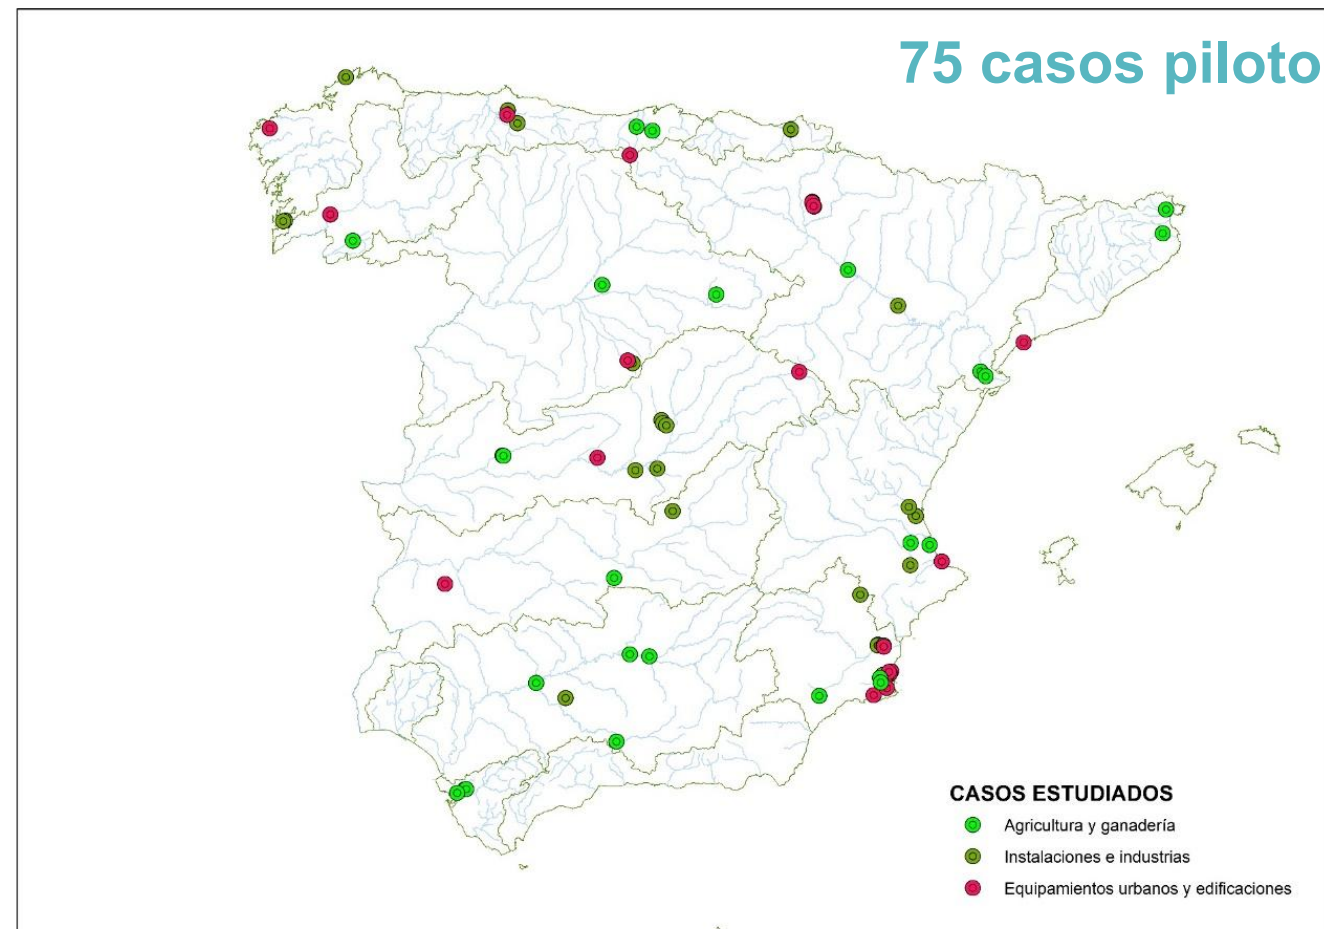 75 casos piloto
CASOS ESTUDIADOS
Agricultura y ganadería
Instalaciones e industrias
Equipamientos urbanos y edificaciones